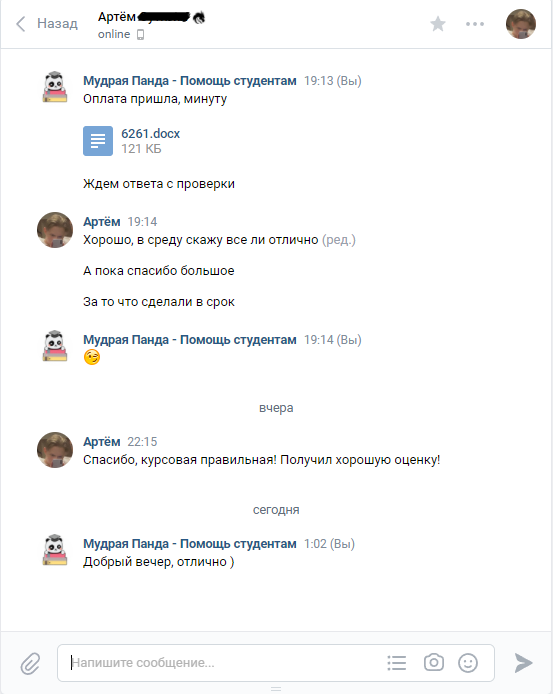 Назад
Артём
online
Мудрая Панда - Помощь студентам 19:13 (Вы)
Оплата пришла, минуту
6261.docx
121 КБ
Ждем ответа с проверки
Артём 19:14
Хорошо, в среду скажу все ли отлично (ред.)
А пока спасибо большое
За то что сделали в срок
Мудрая Панда - Помощь студентам 19:14 (Вы)
вчера
Артём 22:15
Спасибо, курсовая правильная! Получил хорошую оценку!
сегодня
Мудрая Панда - Помощь студентам 1:02 (Вы)
Добрый вечер, отлично )
Напишите сообщение...